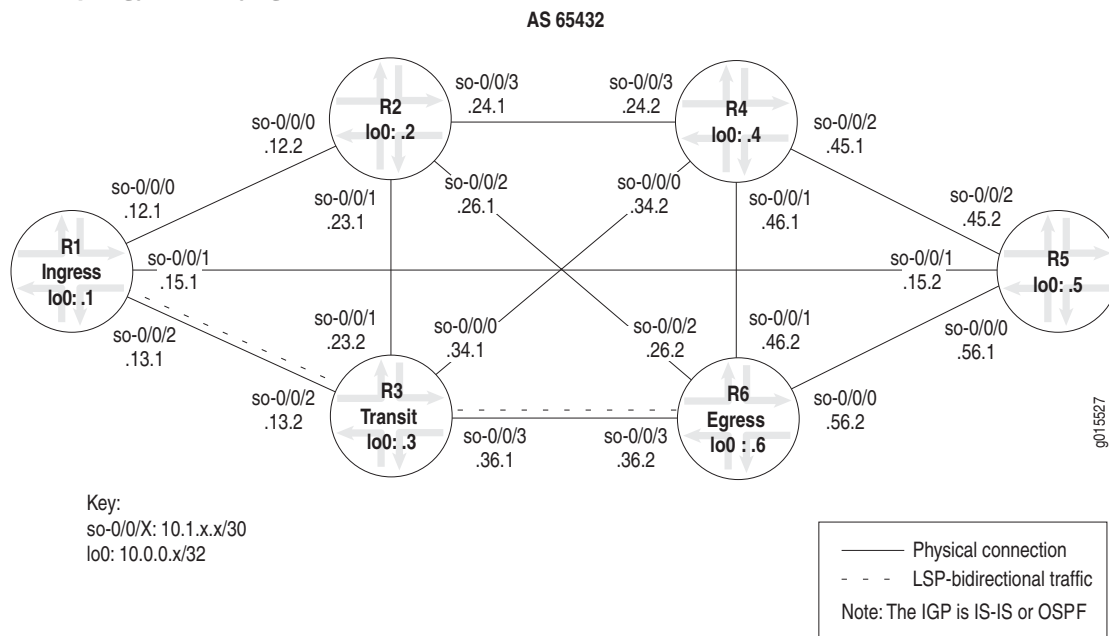 AS 65432
R2
lo0: .2
so-0/0/3
.24.1
so-0/0/3
.24.2
R4
lo0: .4
so-0/0/0
.12.2
so-0/0/2
.45.1
so-0/0/0
.12.1
so-0/0/1
.23.1
so-0/0/2
.26.1
so-0/0/0
.34.2
so-0/0/1
.46.1
so-0/0/2
.45.2
R1
Ingress
lo0: .1
so-0/0/1
.15.1
so-0/0/1
.15.2
R5
lo0: .5
so-0/0/2
.13.1
so-0/0/1
.23.2
so-0/0/0
.34.1
so-0/0/2
.26.2
so-0/0/1
.46.2
so-0/0/0
.56.1
so-0/0/2
.13.2
R3
Transit
lo0: .3
so-0/0/3
.36.1
so-0/0/3
.36.2
R6
Egress
lo0 : .6
so-0/0/0
.56.2
g015527
Key:
so-0/0/X: 10.1.x.x/30
lo0: 10.0.0.x/32
Physical connection
LSP-bidirectional traffic
Note: The IGP is IS-IS or OSPF